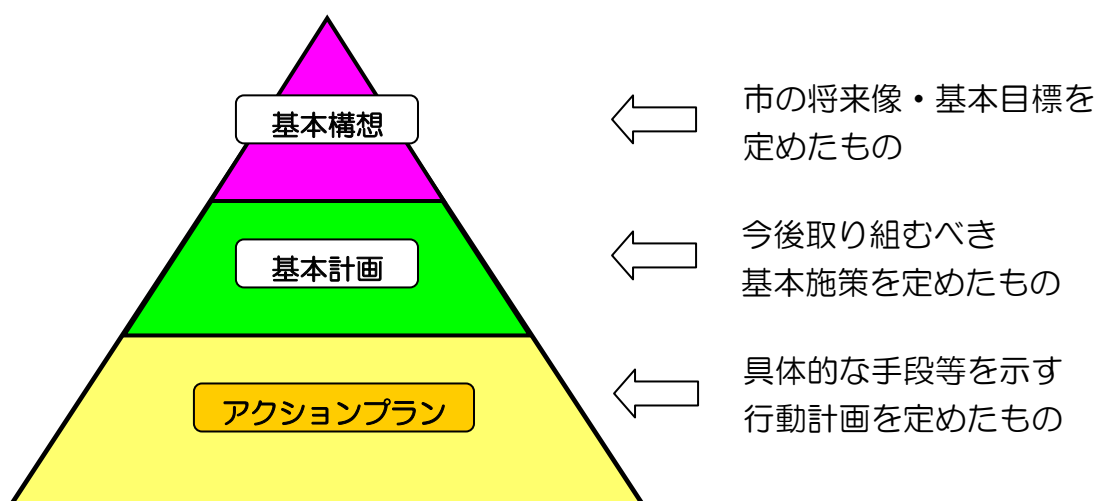 基本構想
市の将来像・基本目標を
定めたもの
基本計画
今後取り組むべき
基本施策を定めたもの
アクションプラン
具体的な手段等を示す
行動計画を定めたもの